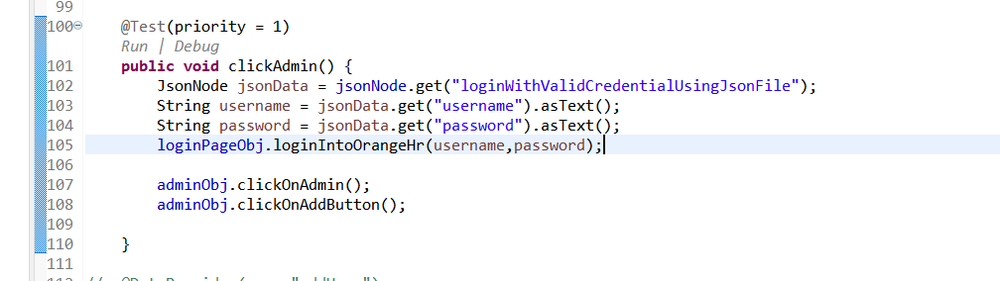 99
100 @Test(priority = 1)
Run | Debug
101 public void clickAdmin() {
102 JsonNode jsonData = jsonNode.get("loginWithValidCredentialUsingJsonFile");
103 String username = jsonData.get("username").asText();
104 String password = jsonData.get("password").asText();
105 loginPageObj.loginIntoOrangeHr(username,password);
106
107 adminObj.clickOnAdmin();
108 adminObj.clickOnAddButton();
109
110 }
111